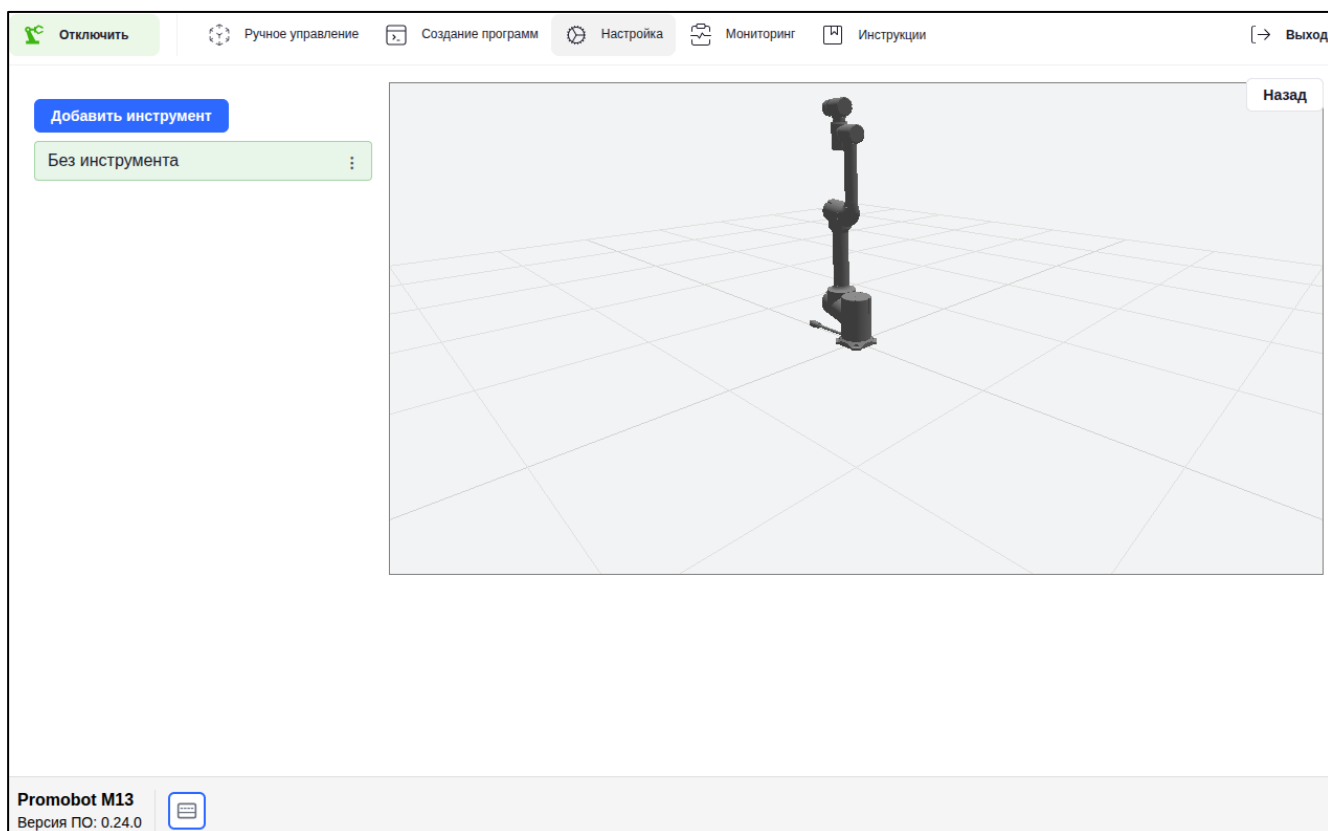 Отключить
Ручное управление
Создание программ
Настройка
Мониторинг
Инструкции
Выход
Назад
Добавить инструмент
Без инструмента
Promobot M13
Версия ПО: 0.24.0